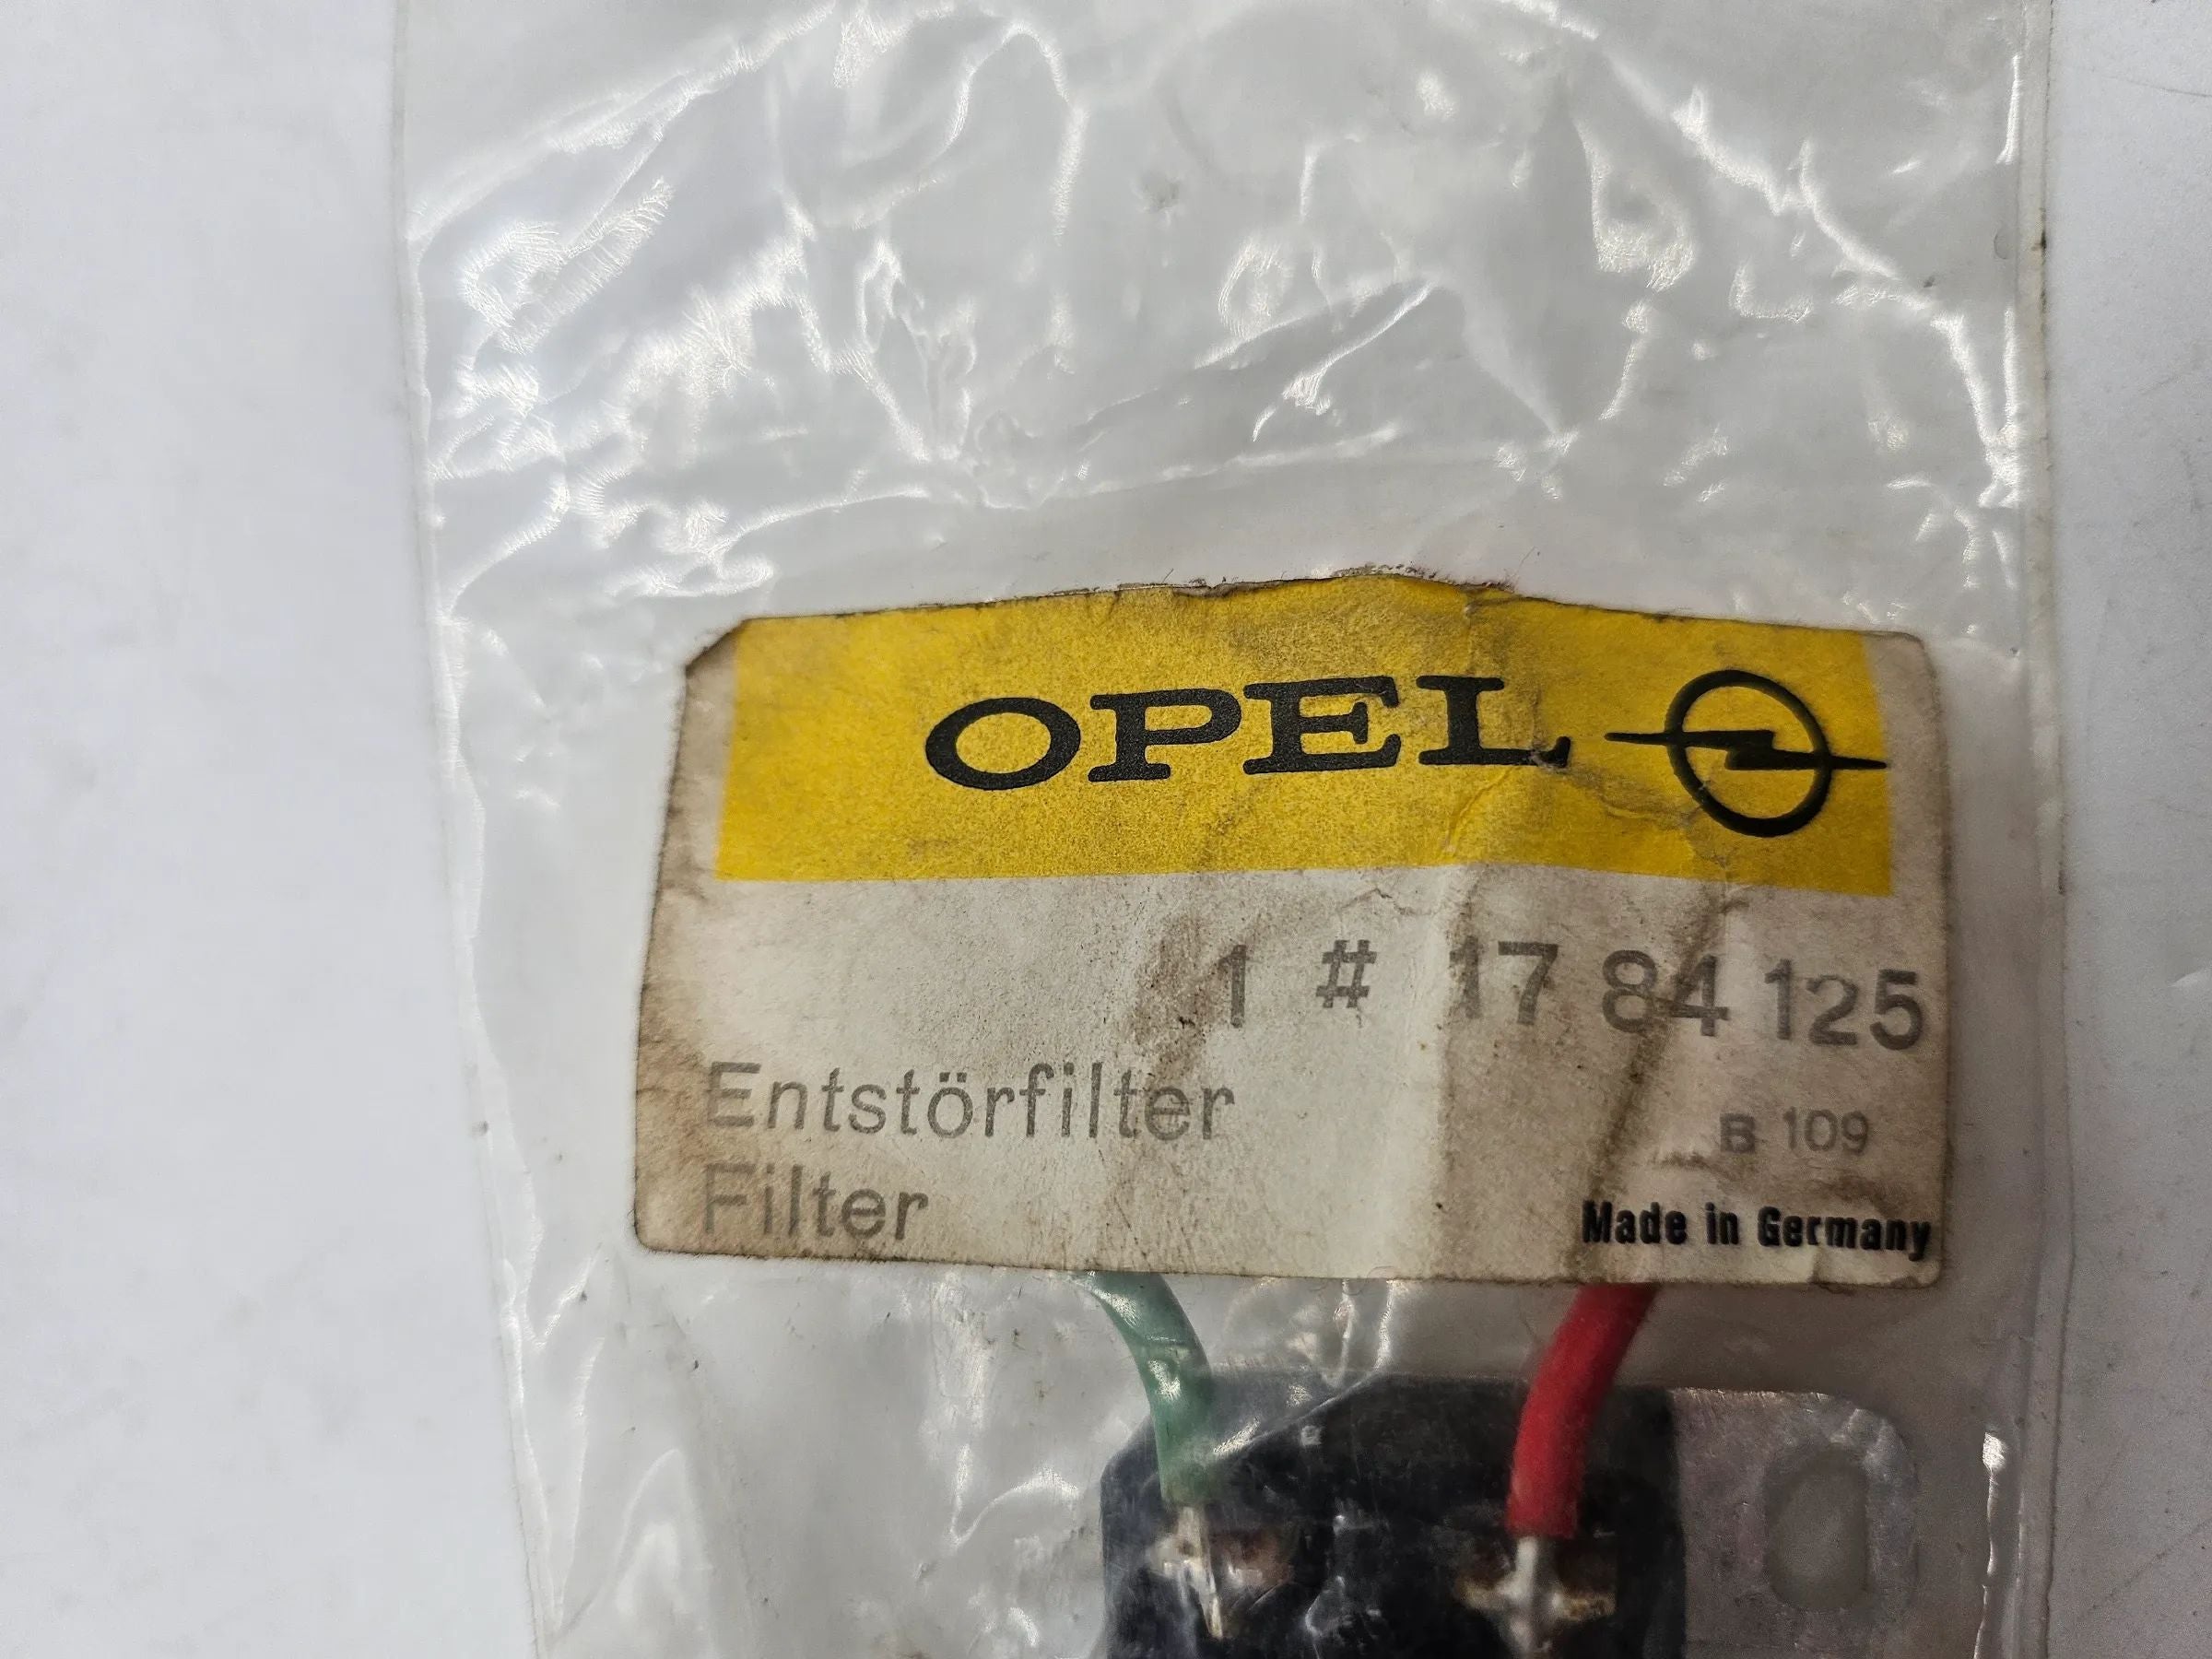 OPEL
1 # 17 84 125
Entstörfilter
B 109
Filter
Made in Germany